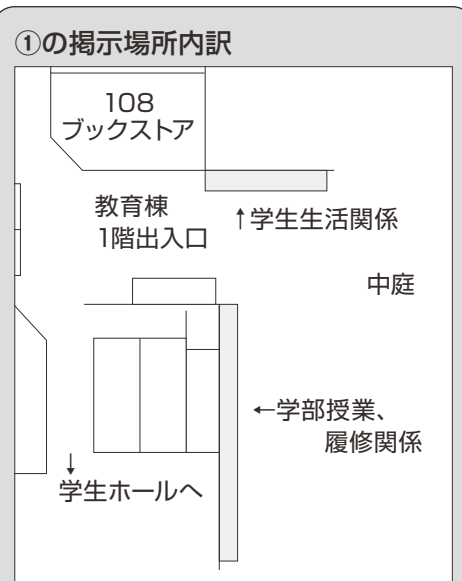 ①の掲示場所内訳
108
ブックストア
教育棟
1階出入口
↑学生生活関係
中庭
←学部授業、
履修関係
↓
学生ホールへ